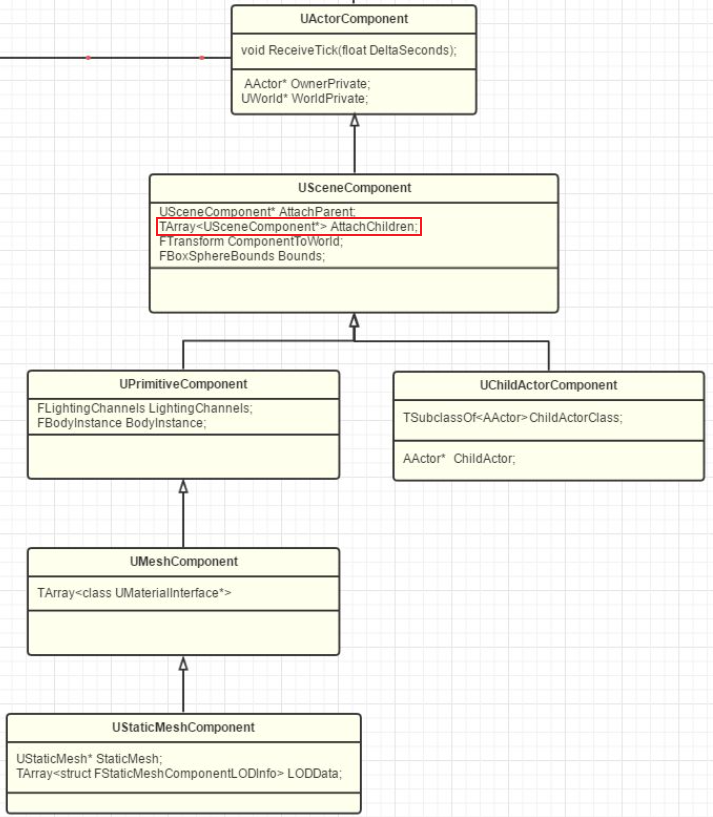 UActorComponent
void ReceiveTick(float DeltaSeconds);
AActor* OwnerPrivate;
UWorld* WorldPrivate;
USceneComponent
USceneComponent* AttachParent;
TArray<USceneComponent*> AttachChildren;
FTransform ComponentToWorld;
FBoxSphereBounds Bounds;
UPrimitiveComponent
FLightingChannels LightingChannels;
FBodyInstance BodyInstance;
UChildActorComponent
TSubclassOf<AActor>ChildActorClass;
AActor* ChildActor;
UMeshComponent
TArray<class UMaterialInterface*>
UStaticMeshComponent
UStaticMesh* StaticMesh;
TArray<struct FStaticMeshComponentLODInfo> LODData;